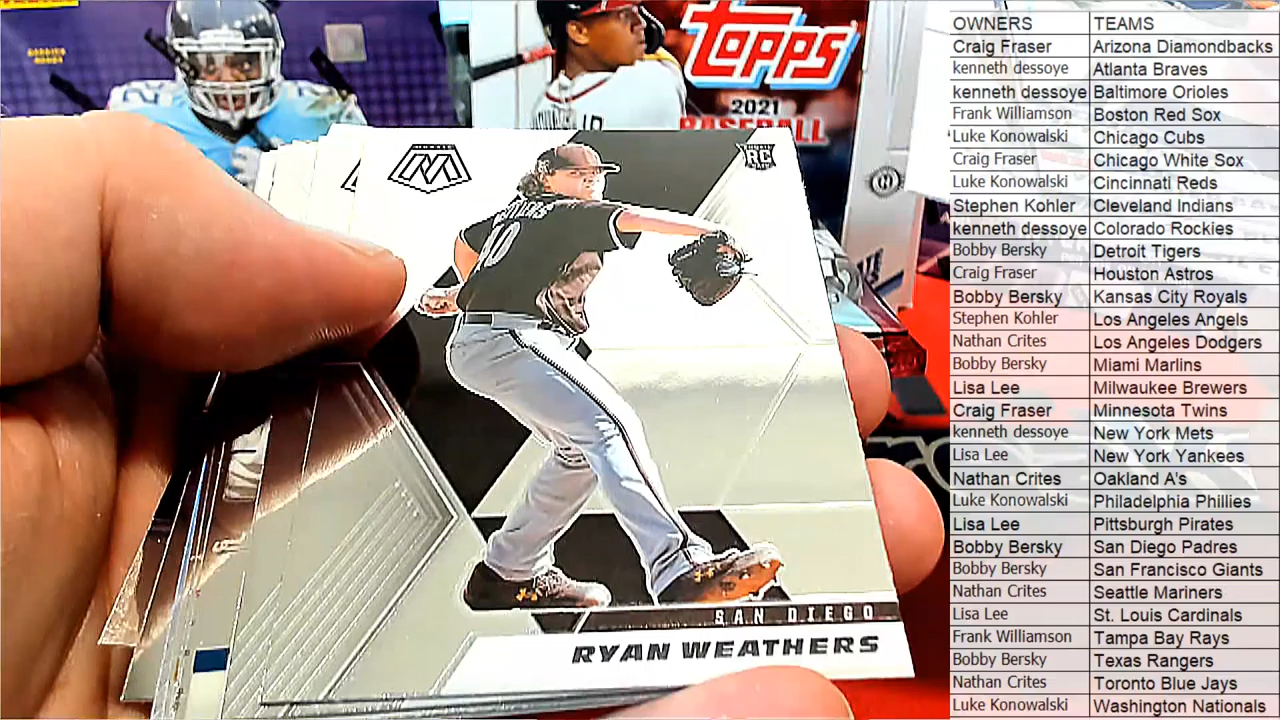 TOPPS
2021
BASEBALL
MOSAIC
RC
40
SAN DIEGO
RYAN WEATHERS
OWNERS TEAMS
Craig Fraser Arizona Diamondbacks
kenneth dessoye Atlanta Braves
kenneth dessoye Baltimore Orioles
Frank Williamson Boston Red Sox
Luke Konowalski Chicago Cubs
Craig Fraser Chicago White Sox
Luke Konowalski Cincinnati Reds
Stephen Kohler Cleveland Indians
kenneth dessoye Colorado Rockies
Bobby Bersky Detroit Tigers
Craig Fraser Houston Astros
Bobby Bersky Kansas City Royals
Stephen Kohler Los Angeles Angels
Nathan Crites Los Angeles Dodgers
Bobby Bersky Miami Marlins
Lisa Lee Milwaukee Brewers
Craig Fraser Minnesota Twins
kenneth dessoye New York Mets
Lisa Lee New York Yankees
Nathan Crites Oakland A's
Luke Konowalski Philadelphia Phillies
Lisa Lee Pittsburgh Pirates
Bobby Bersky San Diego Padres
Bobby Bersky San Francisco Giants
Nathan Crites Seattle Mariners
Lisa Lee St. Louis Cardinals
Frank Williamson Tampa Bay Rays
Bobby Bersky Texas Rangers
Nathan Crites Toronto Blue Jays
Luke Konowalski Washington Nationals